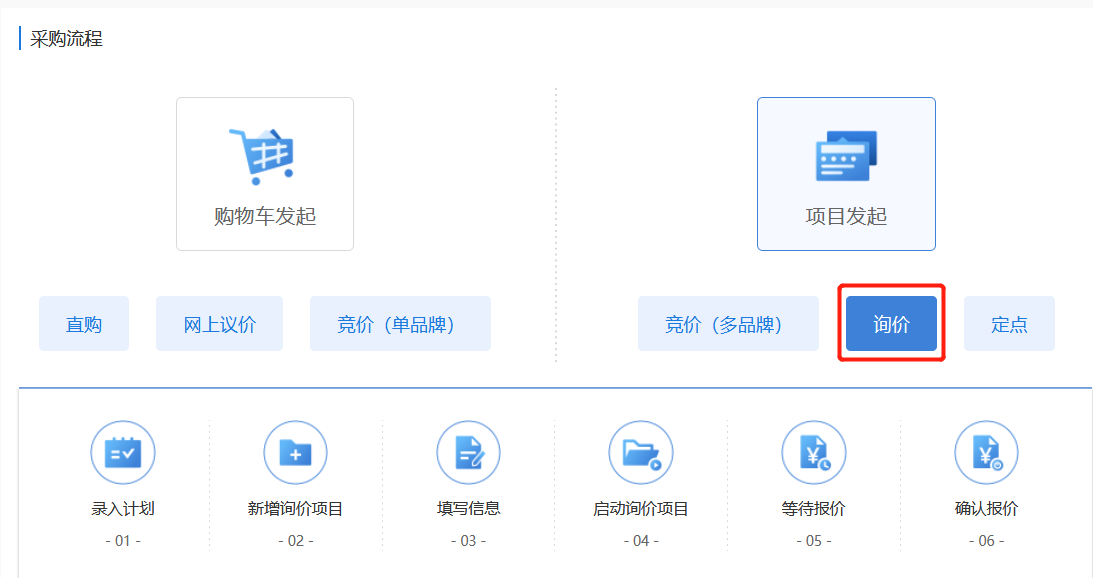 采购流程
购物车发起
项目发起
直购
网上议价
竞价（单品牌）
竞价（多品牌）
询价
定点
录入计划
新增询价项目
填写信息
启动询价项目
等待报价
确认报价
- 01 -
- 02 -
- 03 -
- 04 -
- 05 -
- 06 -